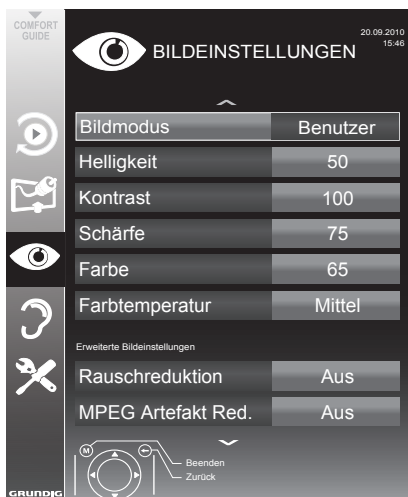 COMFORT
GUIDE
20.09.2010
15:46
BILDEINSTELLUNGEN
Bildmodus Benutzer
Helligkeit 50
Kontrast 100
Schärfe 75
Farbe 65
Farbtemperatur Mittel
Erweiterte Bildeinstellungen
Rauschreduktion Aus
MPEG Artefakt Red. Aus
M
Beenden
Zurück
GRUNDIG